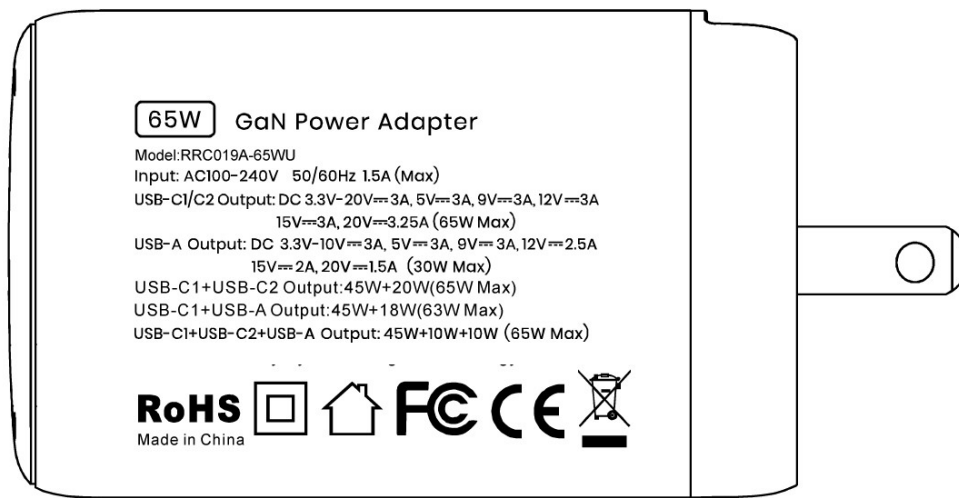 65W GaN Power Adapter
Model:RRC019A-65WU
Input: AC100-240V 50/60Hz 1.5A (Max)
USB-C1/C2 Output: DC 3.3V-20V⎓3A, 5V⎓3A, 9V⎓3A, 12V⎓3A
15V⎓3A, 20V⎓3.25A (65W Max)
USB-A Output: DC 3.3V-10V⎓3A, 5V⎓3A, 9V⎓3A, 12V⎓2.5A
15V⎓2A, 20V⎓1.5A (30W Max)
USB-C1+USB-C2 Output:45W+20W(65W Max)
USB-C1+USB-A Output:45W+18W(63W Max)
USB-C1+USB-C2+USB-A Output: 45W+10W+10W (65W Max)
RoHS FC CE
Made in China